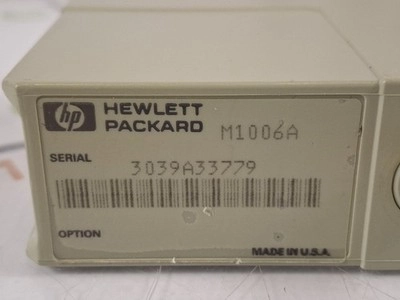 hp HEWLETT
PACKARD M1006A
SERIAL
3039A33779
OPTION
MADE IN U.S.A.